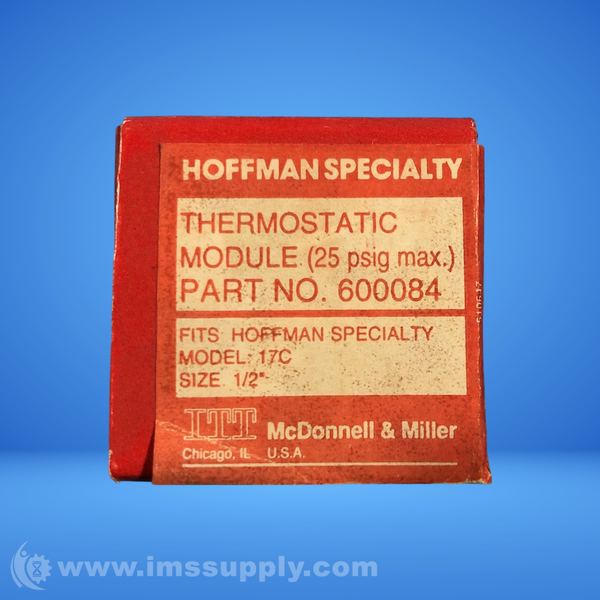 HOFFMAN SPECIALTY
THERMOSTATIC
MODULE (25 psig max.)
PART NO. 600084
FITS HOFFMAN SPECIALTY
MODEL: 17C
SIZE 1/2"
ITT McDonnell & Miller
Chicago, IL U.S.A.
www.imssupply.com